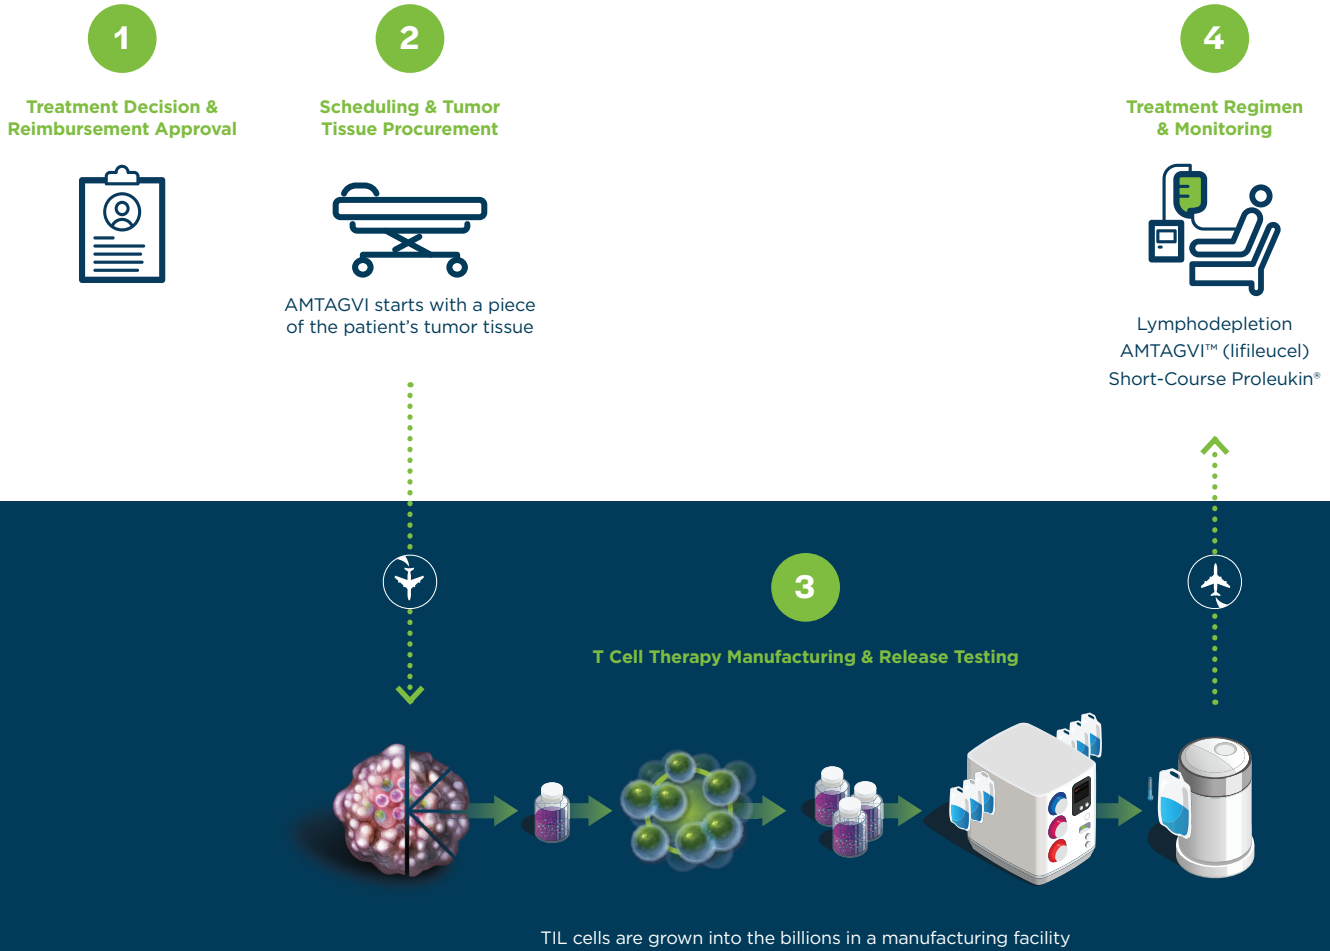 1
Treatment Decision &
Reimbursement Approval
2
Scheduling & Tumor
Tissue Procurement
AMTAGVI starts with a piece
of the patient’s tumor tissue
3
T Cell Therapy Manufacturing & Release Testing
TIL cells are grown into the billions in a manufacturing facility
4
Treatment Regimen
& Monitoring
Lymphodepletion
AMTAGVI™ (lifileucel)
Short-Course Proleukin®